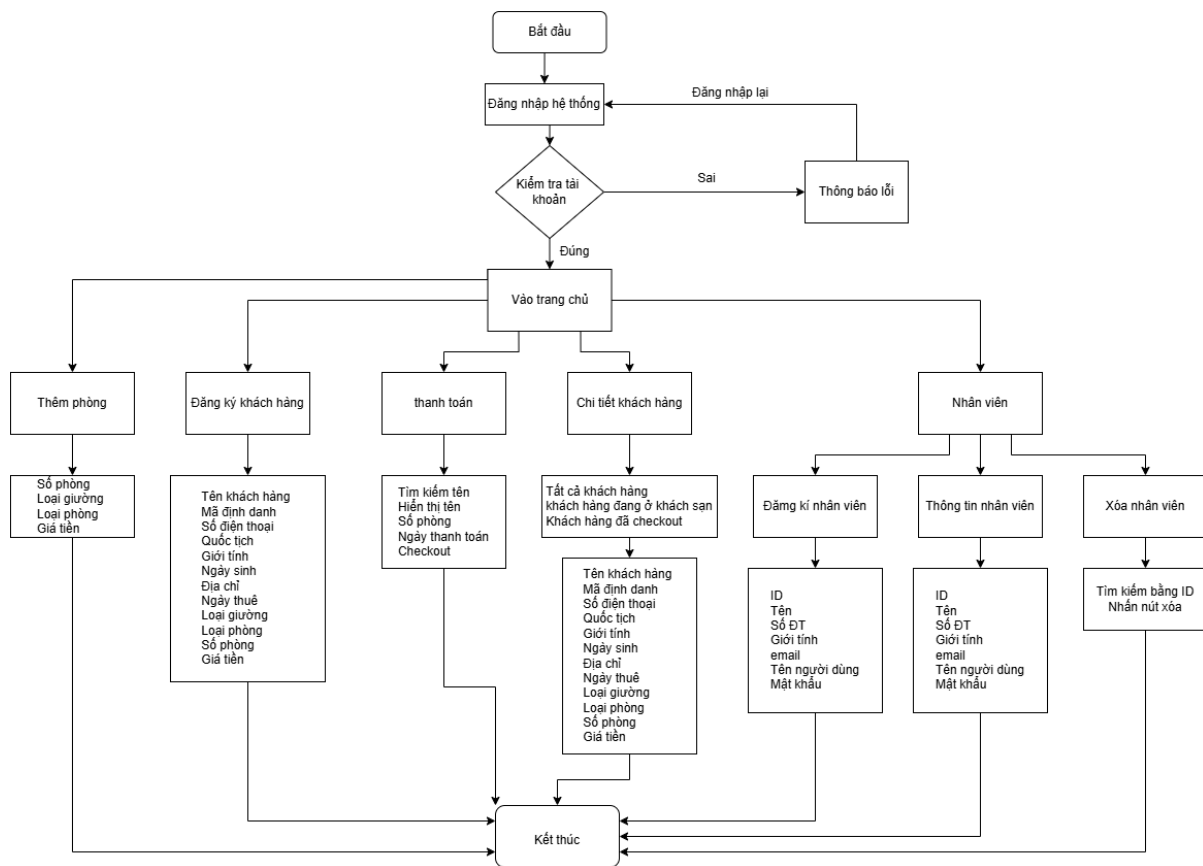 Bắt đầu
Đăng nhập hệ thống
Đăng nhập lại
Kiểm tra tài
khoản
Sai
Thông báo lỗi
Đúng
Vào trang chủ
Thêm phòng
Đăng ký khách hàng
thanh toán
Chi tiết khách hàng
Nhân viên
Số phòng
Loại giường
Loại phòng
Giá tiền
Tên khách hàng
Mã định danh
Số điện thoại
Quốc tịch
Giới tính
Ngày sinh
Địa chỉ
Ngày thuê
Loại giường
Loại phòng
Số phòng
Giá tiền
Tìm kiếm tên
Hiển thị tên
Số phòng
Ngày thanh toán
Checkout
Tất cả khách hàng
khách hàng đang ở khách sạn
Khách hàng đã checkout
Tên khách hàng
Mã định danh
Số điện thoại
Quốc tịch
Giới tính
Ngày sinh
Địa chỉ
Ngày thuê
Loại giường
Loại phòng
Số phòng
Giá tiền
Đăng kí nhân viên
Thông tin nhân viên
Xóa nhân viên
ID
Tên
Số ĐT
Giới tính
email
Tên người dùng
Mật khẩu
ID
Tên
Số ĐT
Giới tính
email
Tên người dùng
Mật khẩu
Tìm kiếm bằng ID
Nhấn nút xóa
Kết thúc